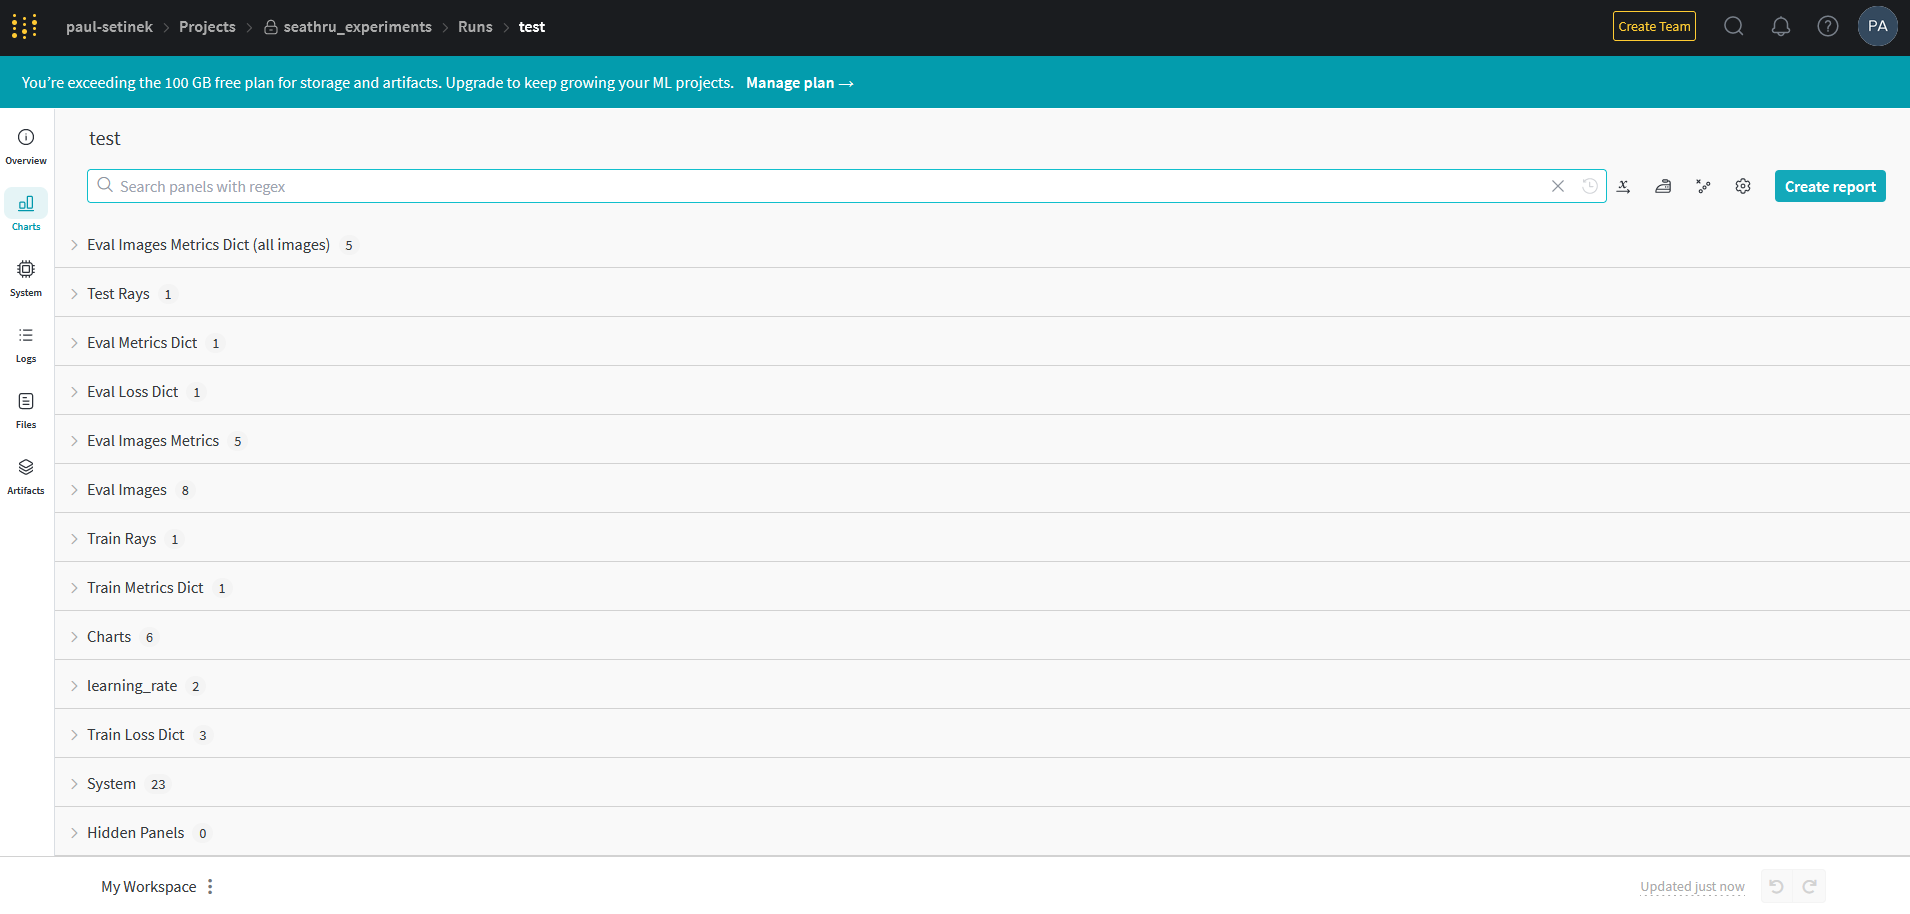 paul-setinek > Projects > seathru_experiments > Runs > test
Create Team
PA
You're exceeding the 100 GB free plan for storage and artifacts. Upgrade to keep growing your ML projects. Manage plan →
Overview
Charts
System
Logs
Files
Artifacts
test
Search panels with regex
Create report
Eval Images Metrics Dict (all images) 5
Test Rays 1
Eval Metrics Dict 1
Eval Loss Dict 1
Eval Images Metrics 5
Eval Images 8
Train Rays 1
Train Metrics Dict 1
Charts 6
learning_rate 2
Train Loss Dict 3
System 23
Hidden Panels 0
My Workspace
Updated just now